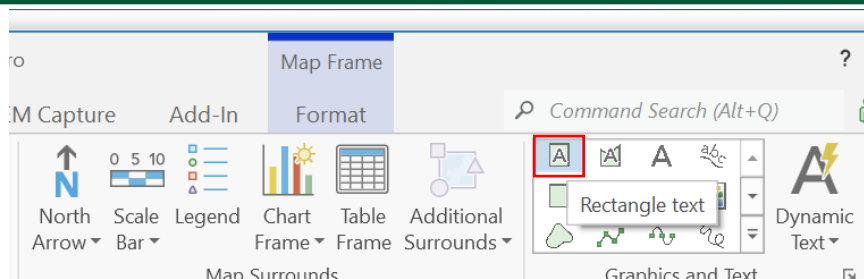 ro
Map Frame
?
EM Capture Add-In Format Command Search (Alt+Q)
0 5 10
N
A A A abc
A
Rectangle text
North Arrow
Scale Bar
Legend
Chart Frame
Table Frame
Additional Surrounds
Dynamic Text
Map Surrounds
Graphics and Text